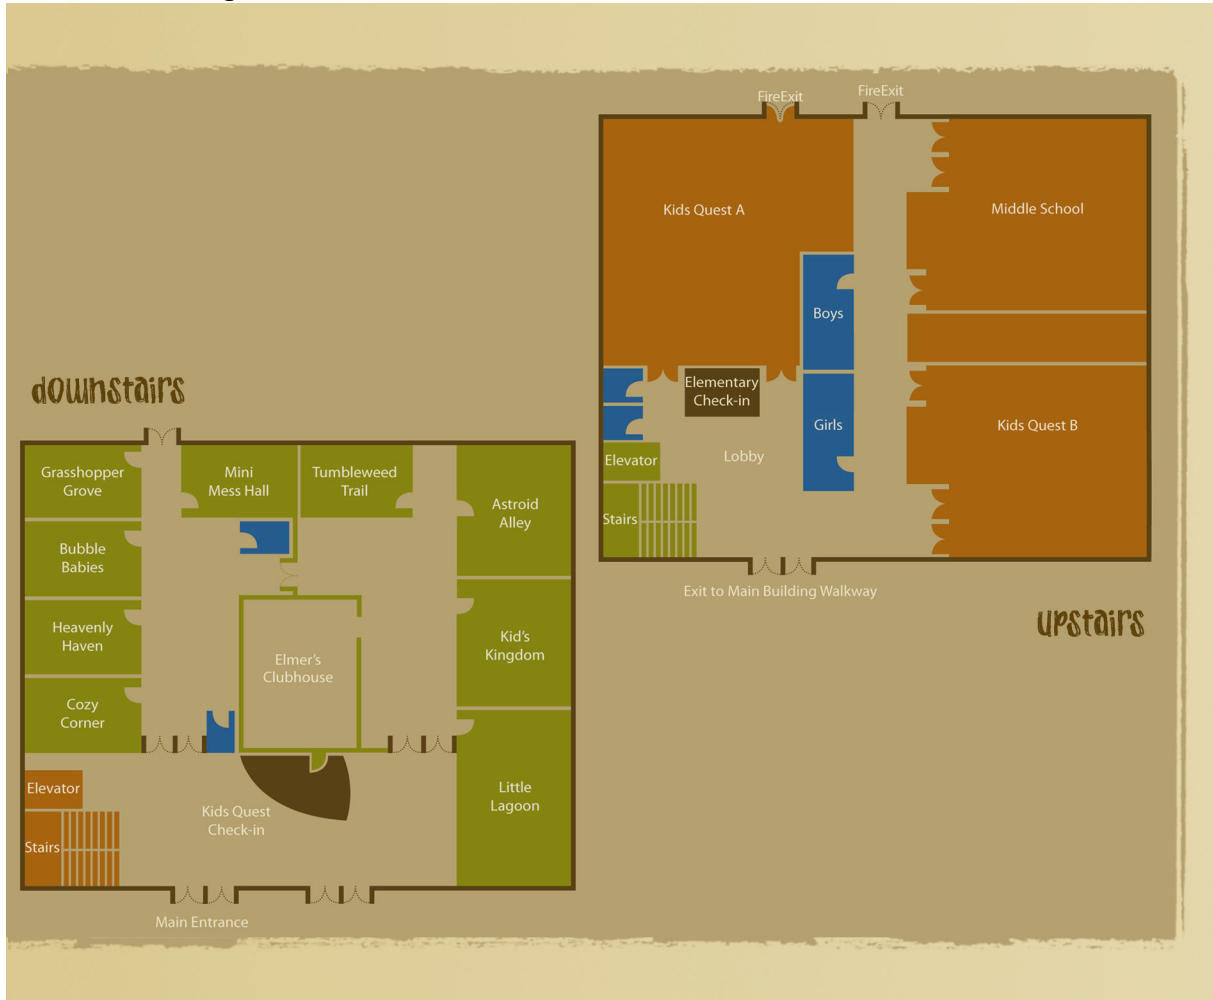 FireExit
FireExit
Kids Quest A
Middle School
Boys
Elementary
Check-in
Girls
Kids Quest B
Lobby
Elevator
Stairs
Exit to Main Building Walkway
upstairs
downstairs
Grasshopper
Grove
Mini
Mess Hall
Tumbleweed
Trail
Astroid
Alley
Bubble
Babies
Heavenly
Haven
Kid's
Kingdom
Elmer's
Clubhouse
Cozy
Corner
Elevator
Little
Lagoon
Kids Quest
Check-in
Stairs
Main Entrance